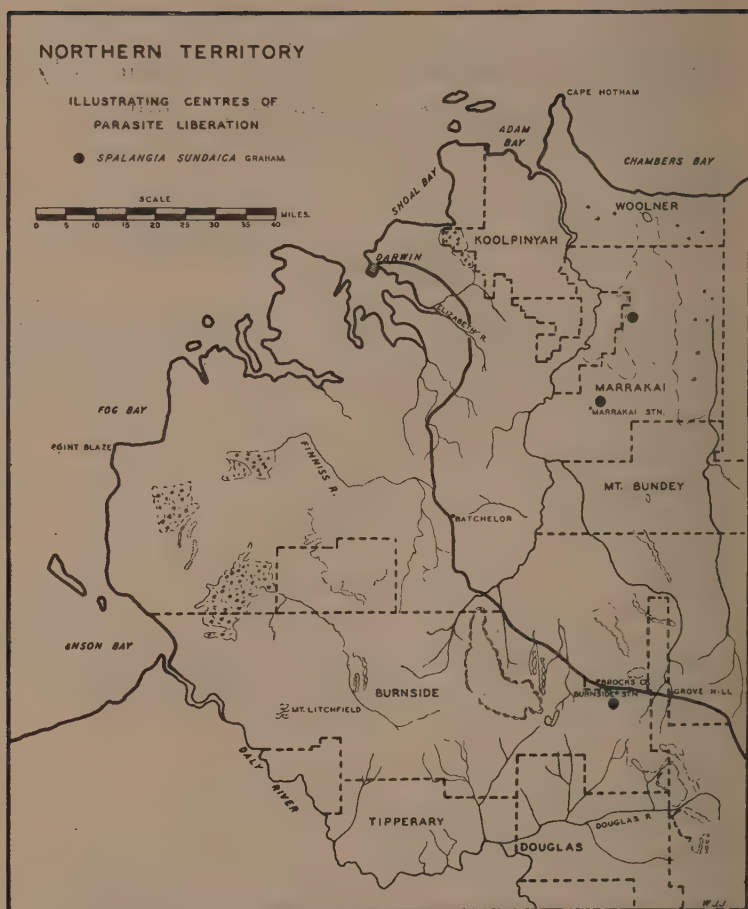 NORTHERN TERRITORY
ILLUSTRATING CENTRES OF
PARASITE LIBERATION
SPALANGIA SUNDAICA GRAHAM.
SCALE
0 5 10 15 20 25 30 35 40 MILES.
CAPE HOTHAM
ADAM
BAY
CHAMBERS BAY
SHOAL BAY
WOOLNER
KOOLPINYAH
DARWIN
ELIZABETH R.
MARRAKAI
MARRAKAI STN.
FOG BAY
POINT BLAZE
FINNISS R.
MT. BUNDEY
BATCHELOR
ANSON BAY
BURNSIDE
BROCKS CK.
BURNSIDE STN.
GROVE HILL
MT. LITCHFIELD
DALY RIVER
TIPPERARY
DOUGLAS R.
DOUGLAS
W.J.J.